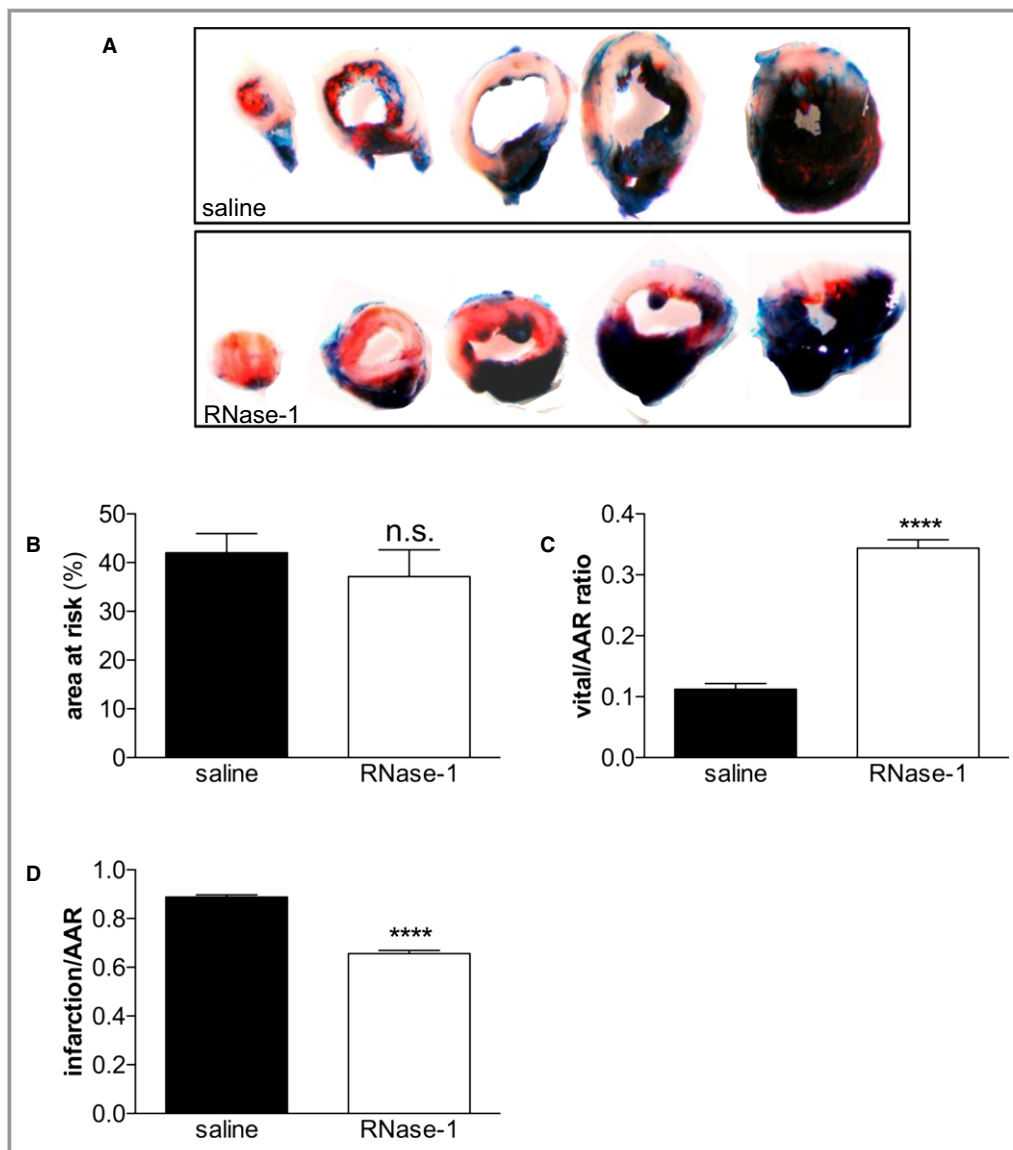 A
saline
RNase-1
B
area at risk (%)
50
40
30
20
10
0
n.s.
saline
RNase-1
C
vital/AAR ratio
0.4
0.3
0.2
0.1
0.0
****
saline
RNase-1
D
infarction/AAR
1.0
0.8
0.6
0.4
0.2
0.0
****
saline
RNase-1